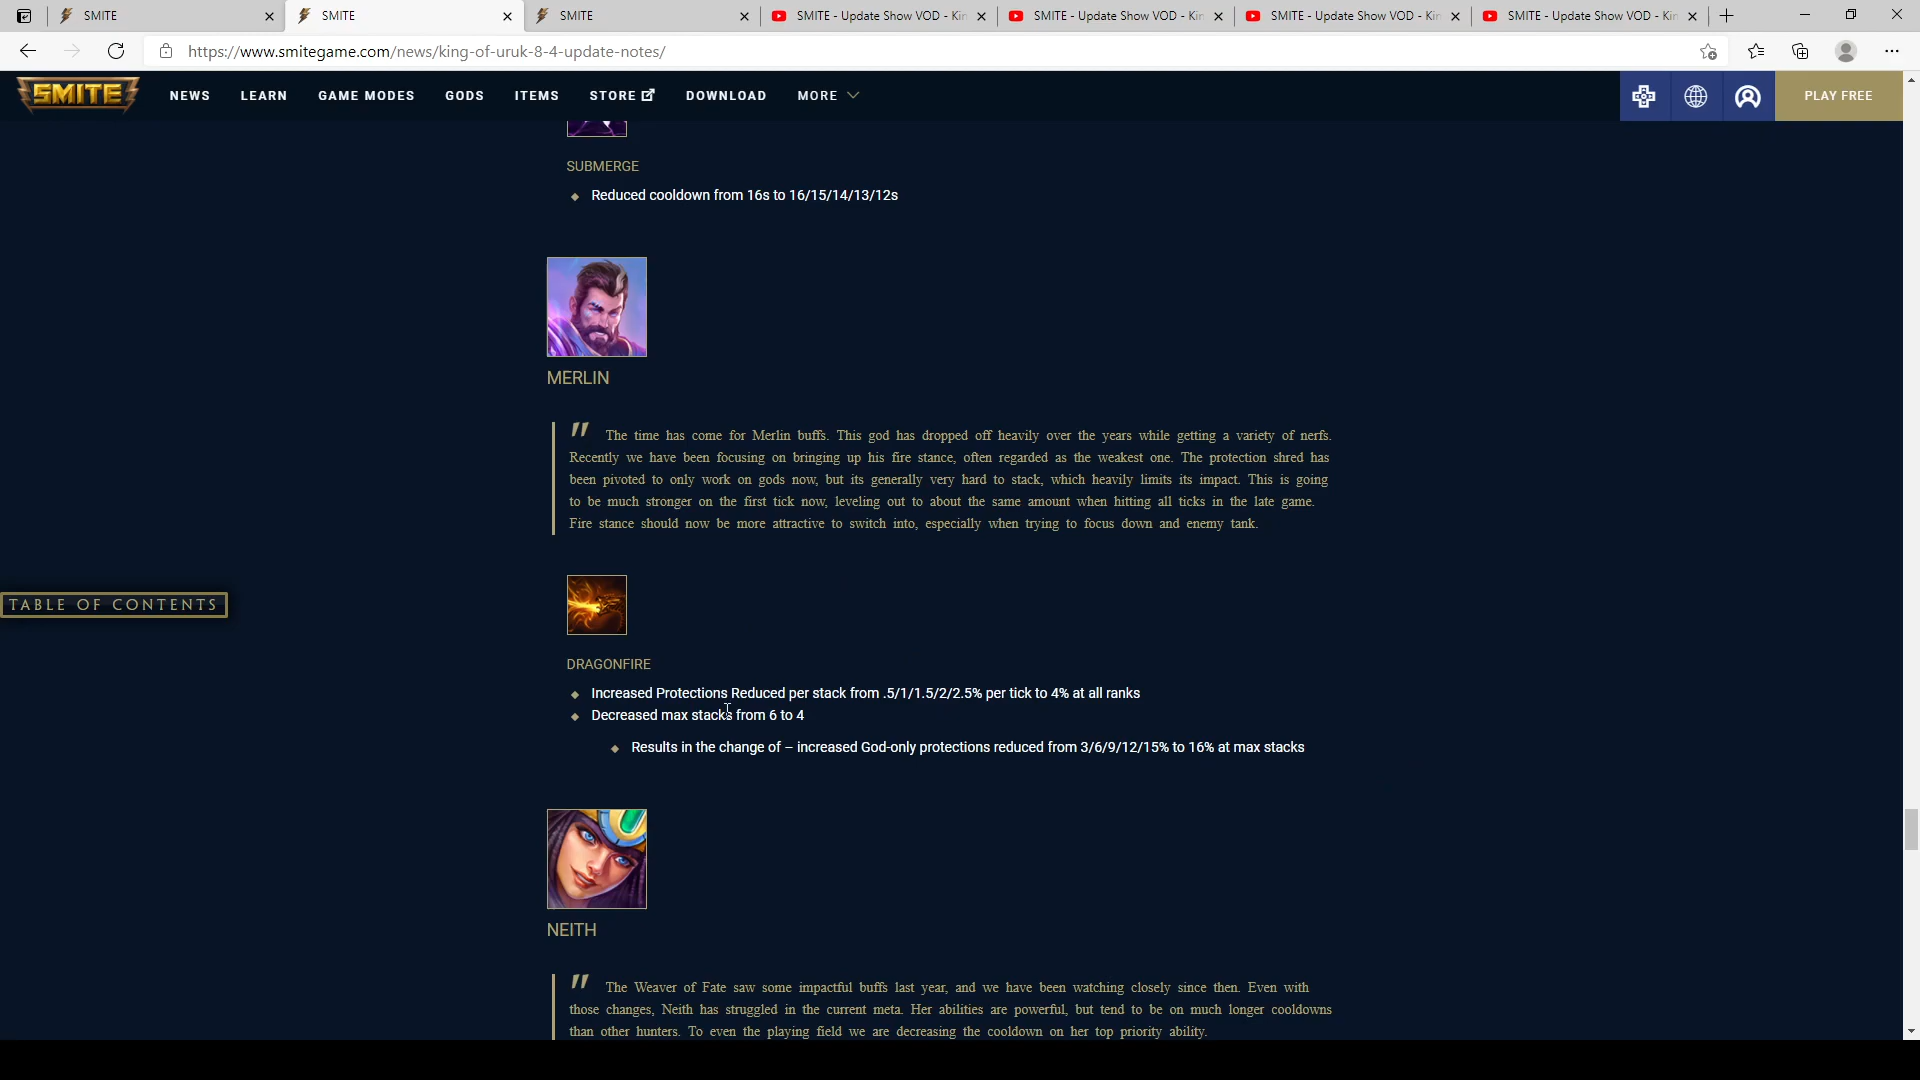 SMITE
SMITE
SMITE
SMITE - Update Show VOD - Kin
SMITE - Update Show VOD - Kin
SMITE - Update Show VOD - Kin
SMITE - Update Show VOD - Kin
https://www.smitegame.com/news/king-of-uruk-8-4-update-notes/
SMITE
NEWS
LEARN
GAME MODES
GODS
ITEMS
STORE
DOWNLOAD
MORE
PLAY FREE
SUBMERGE
Reduced cooldown from 16s to 16/15/14/13/12s
MERLIN
" The time has come for Merlin buffs. This god has dropped off heavily over the years while getting a variety of nerfs.
Recently we have been focusing on bringing up his fire stance, often regarded as the weakest one. The protection shred has
been pivoted to only work on gods now, but its generally very hard to stack, which heavily limits its impact. This is going
to be much stronger on the first tick now, leveling out to about the same amount when hitting all ticks in the late game.
Fire stance should now be more attractive to switch into, especially when trying to focus down and enemy tank.
TABLE OF CONTENTS
DRAGONFIRE
Increased Protections Reduced per stack from .5/1/1.5/2/2.5% per tick to 4% at all ranks
Decreased max stacks from 6 to 4
Results in the change of – increased God-only protections reduced from 3/6/9/12/15% to 16% at max stacks
NEITH
" The Weaver of Fate saw some impactful buffs last year, and we have been watching closely since then. Even with
those changes, Neith has struggled in the current meta. Her abilities are powerful, but tend to be on much longer cooldowns
than other hunters. To even the playing field we are decreasing the cooldown on her top priority ability.